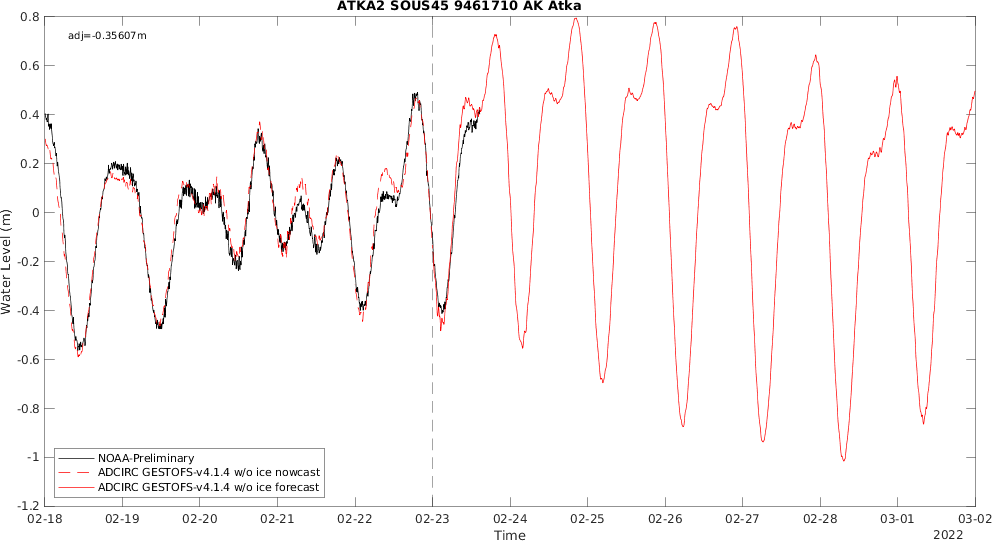 ATKA2 SOUS45 9461710 AK Atka
adj=-0.35607m
0.8
0.6
0.4
0.2
0
-0.2
-0.4
-0.6
-0.8
-1
-1.2
Water Level (m)
NOAA-Preliminary
ADCIRC GESTOFS-v4.1.4 w/o ice nowcast
ADCIRC GESTOFS-v4.1.4 w/o ice forecast
02-18 02-19 02-20 02-21 02-22 02-23 02-24 02-25 02-26 02-27 02-28 03-01 03-02
Time
2022